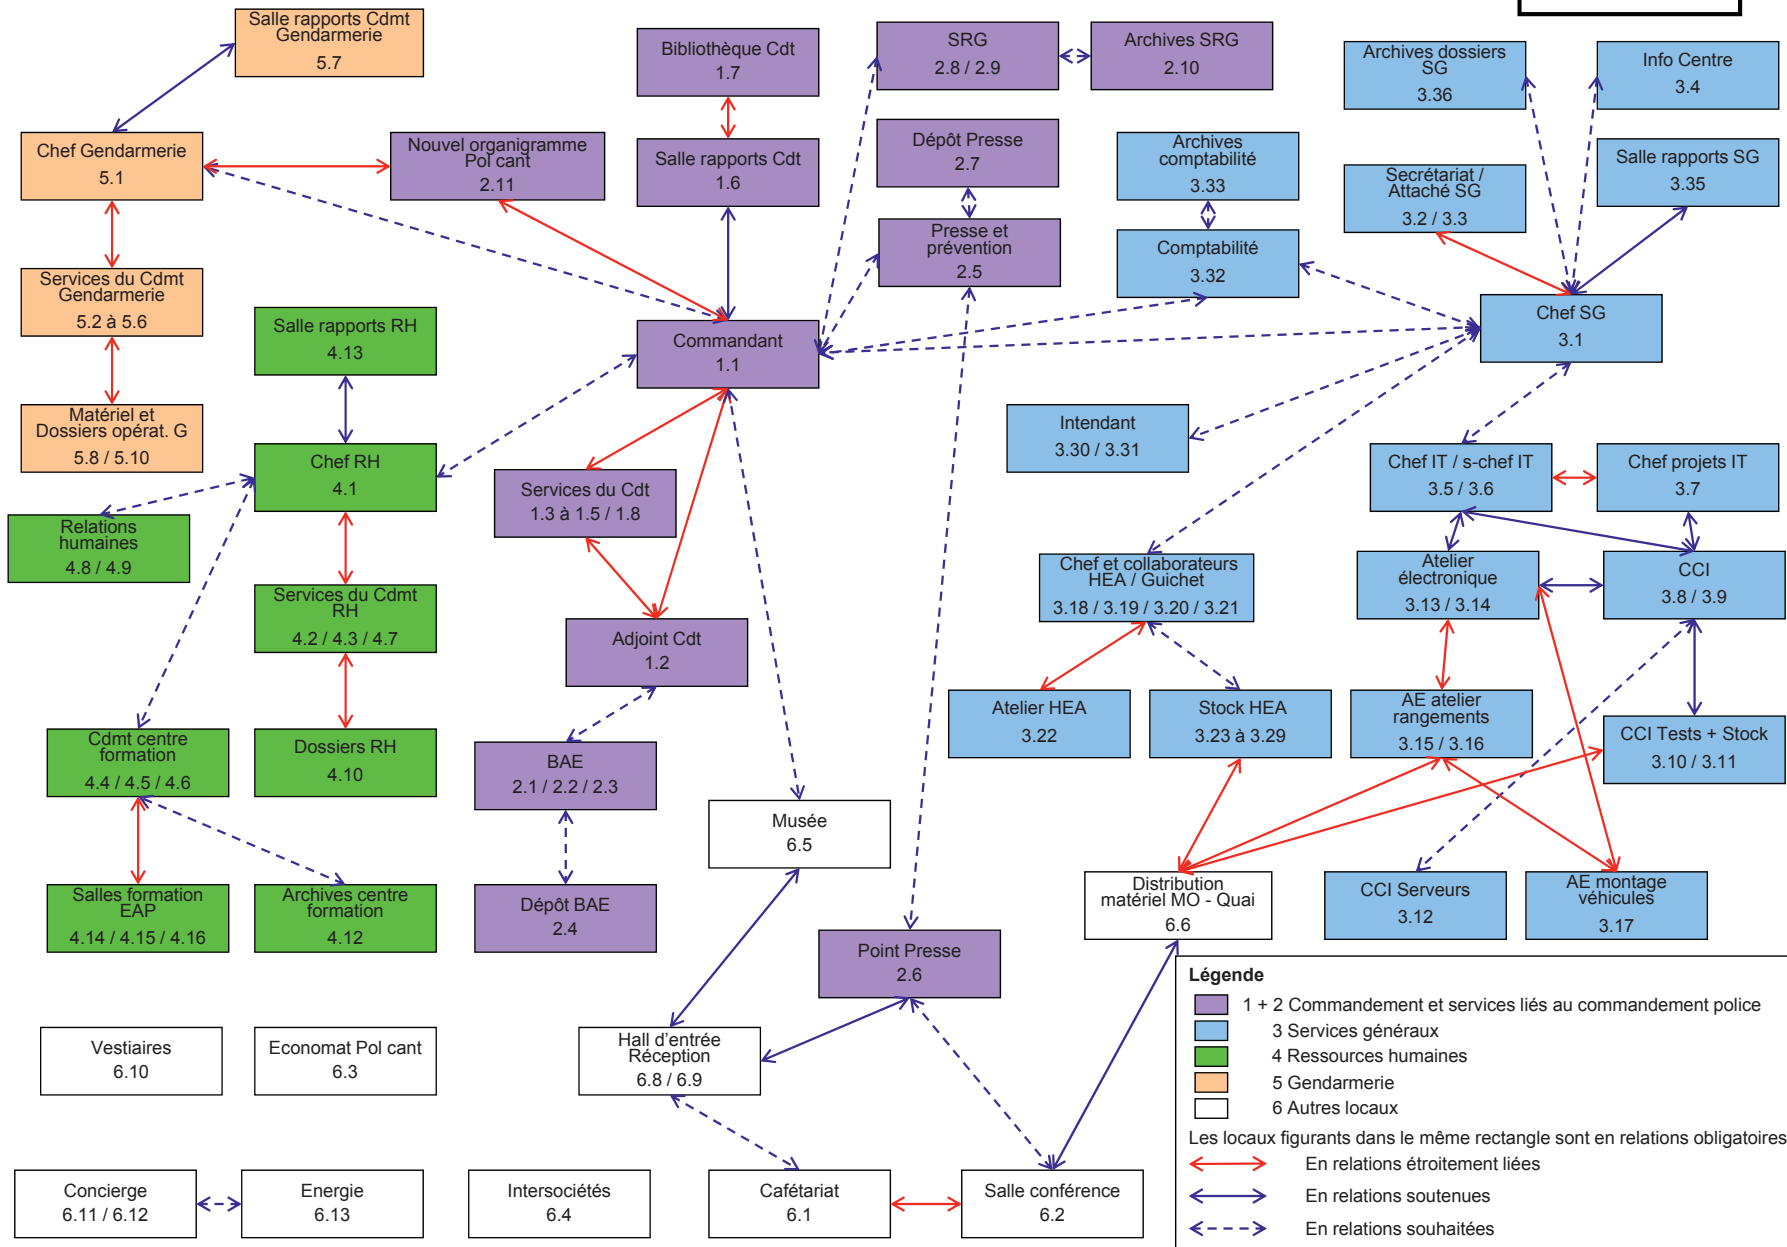 Salle rapports Cdmt
Gendarmerie
5.7
Bibliothèque Cdt
1.7
SRG
2.8 / 2.9
Archives SRG
2.10
Archives dossiers
SG
3.36
Info Centre
3.4
Chef Gendarmerie
5.1
Nouvel organigramme
Pol cant
2.11
Salle rapports Cdt
1.6
Dépôt Presse
2.7
Archives
comptabilité
3.33
Secrétariat /
Attaché SG
3.2 / 3.3
Salle rapports SG
3.35
Presse et
prévention
2.5
Comptabilité
3.32
Services du Cdmt
Gendarmerie
5.2 à 5.6
Salle rapports RH
4.13
Commandant
1.1
Chef SG
3.1
Matériel et
Dossiers opérat. G
5.8 / 5.10
Chef RH
4.1
Intendant
3.30 / 3.31
Chef IT / s-chef IT
3.5 / 3.6
Chef projets IT
3.7
Services du Cdt
1.3 à 1.5 / 1.8
Relations
humaines
4.8 / 4.9
Chef et collaborateurs
HEA / Guichet
3.18 / 3.19 / 3.20 / 3.21
Atelier
électronique
3.13 / 3.14
CCI
3.8 / 3.9
Services du Cdmt
RH
4.2 / 4.3 / 4.7
Adjoint Cdt
1.2
Atelier HEA
3.22
Stock HEA
3.23 à 3.29
AE atelier
rangements
3.15 / 3.16
CCI Tests + Stock
3.10 / 3.11
Cdmt centre
formation
4.4 / 4.5 / 4.6
Dossiers RH
4.10
BAE
2.1 / 2.2 / 2.3
Musée
6.5
Salles formation
EAP
4.14 / 4.15 / 4.16
Archives centre
formation
4.12
Dépôt BAE
2.4
Distribution
matériel MO - Quai
6.6
CCI Serveurs
3.12
AE montage
véhicules
3.17
Point Presse
2.6
Vestiaires
6.10
Economat Pol cant
6.3
Hall d'entrée
Réception
6.8 / 6.9
Concierge
6.11 / 6.12
Energie
6.13
Intersociétés
6.4
Cafétariat
6.1
Salle conférence
6.2
Légende
1 + 2 Commandement et services liés au commandement police
3 Services généraux
4 Ressources humaines
5 Gendarmerie
6 Autres locaux
Les locaux figurants dans le même rectangle sont en relations obligatoires
En relations étroitement liées
En relations soutenues
En relations souhaitées